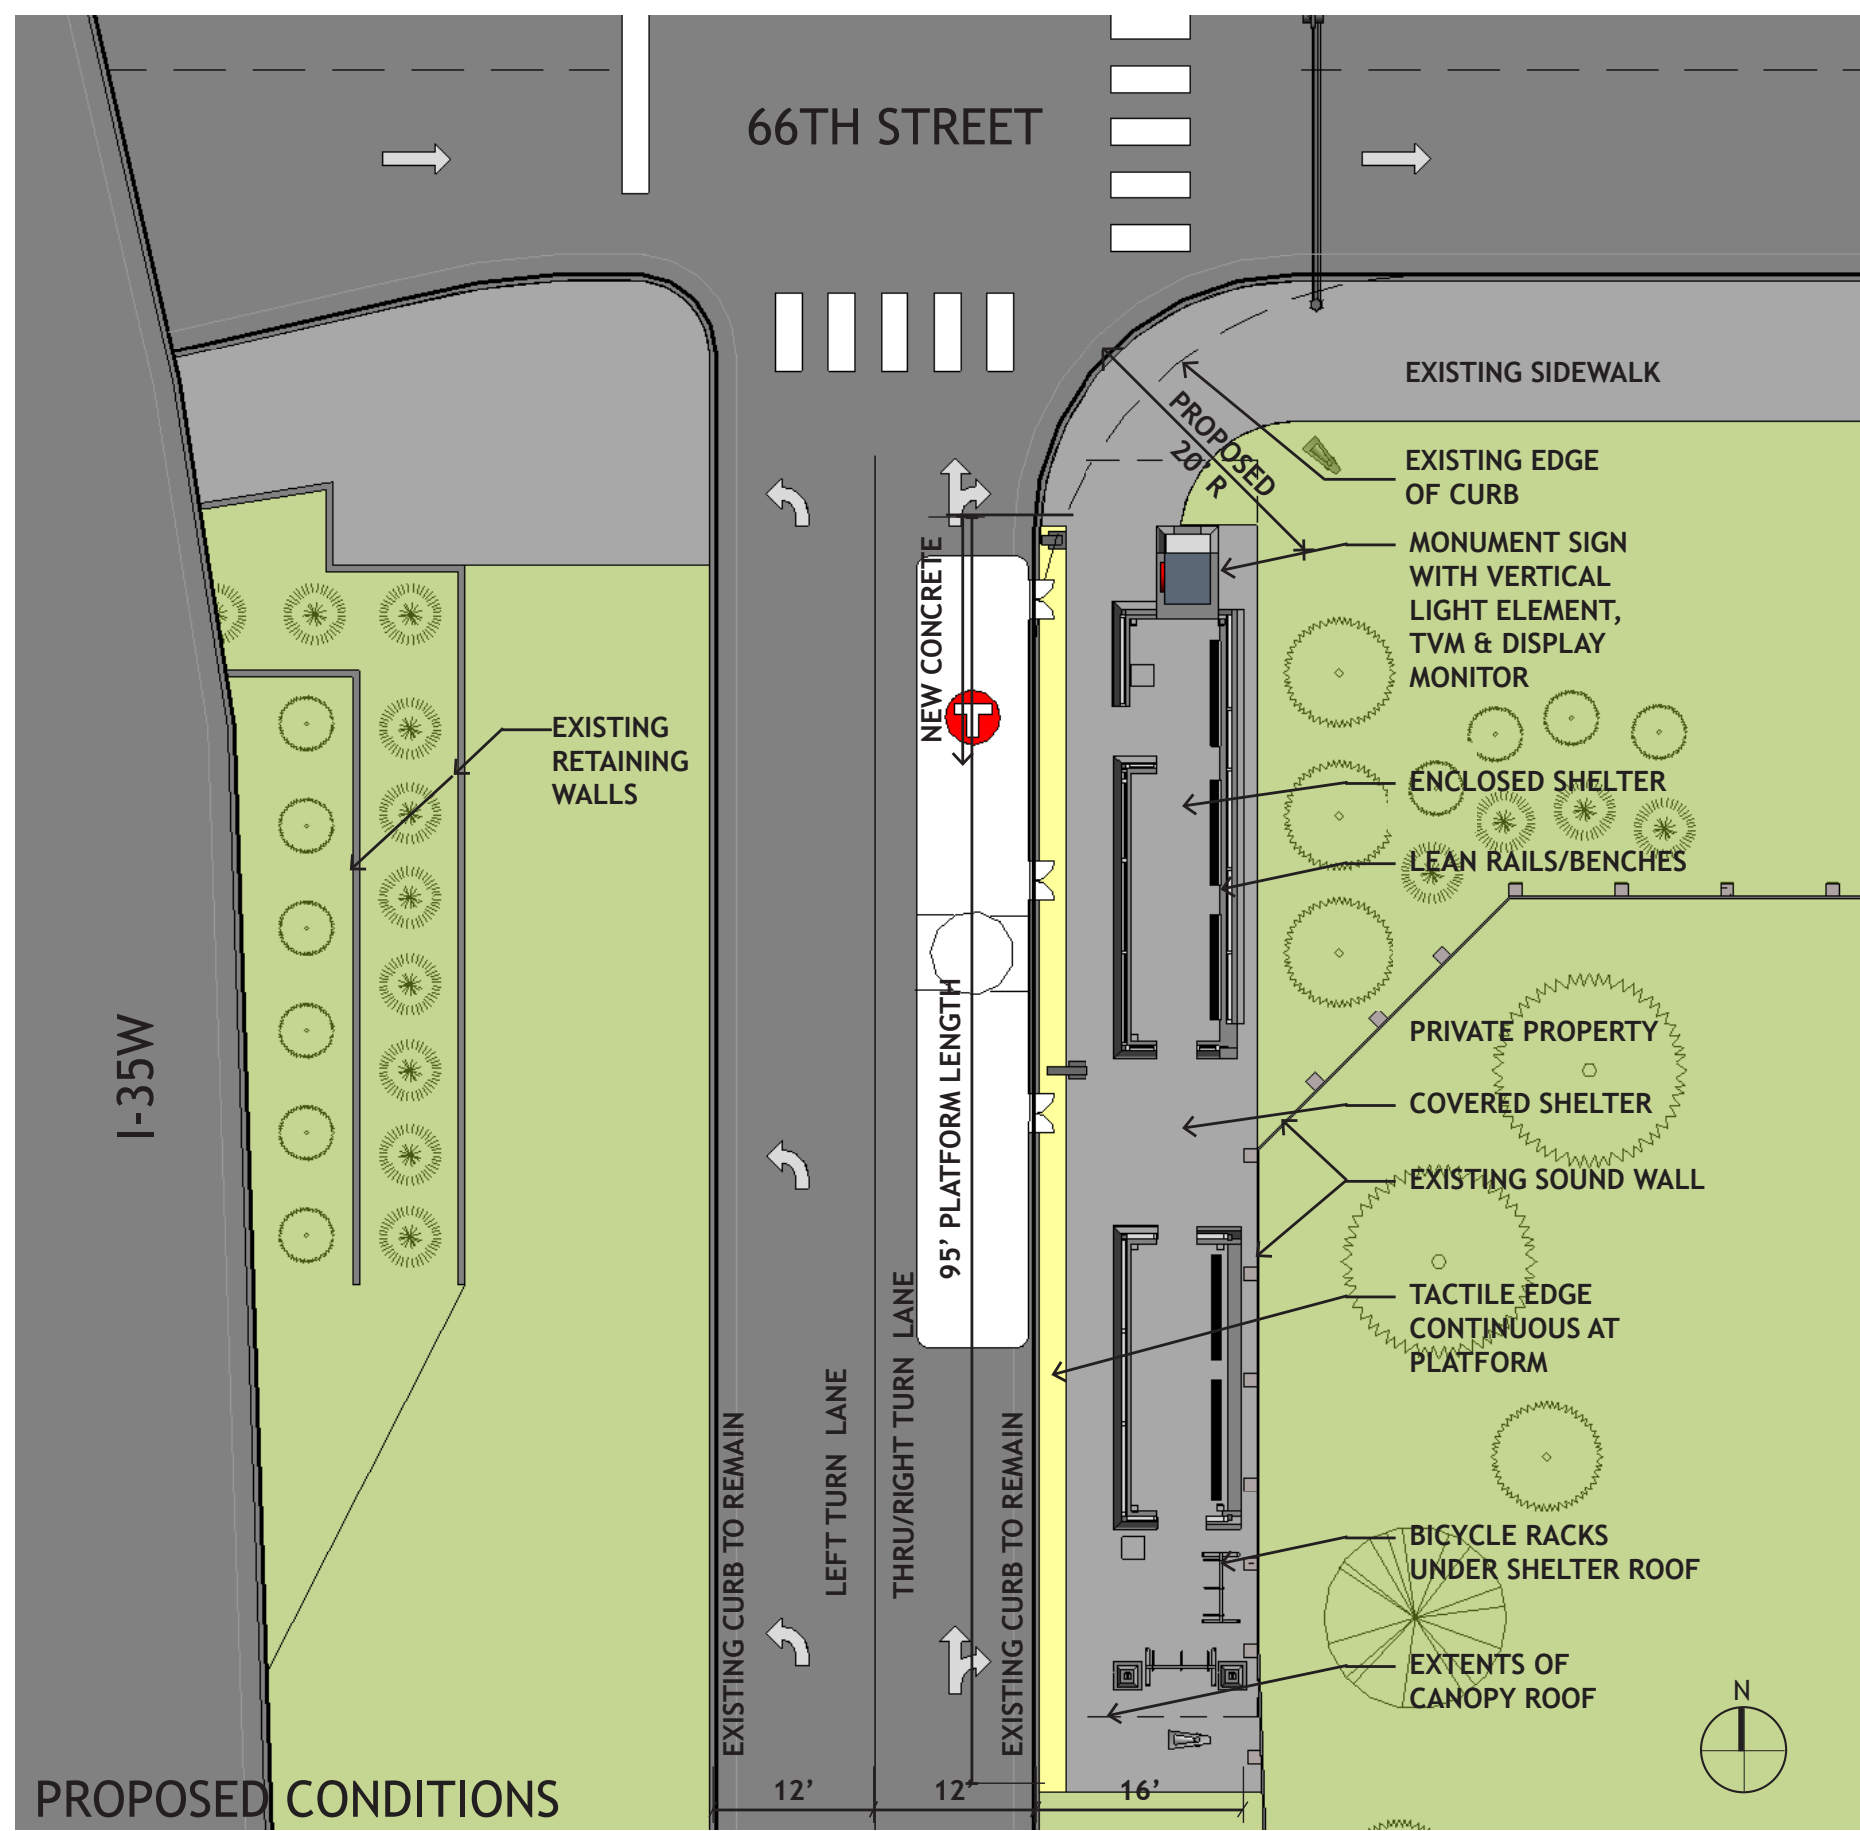 66TH STREET
EXISTING SIDEWALK
PROPOSED
20’ R
EXISTING EDGE
OF CURB
MONUMENT SIGN
WITH VERTICAL
LIGHT ELEMENT,
TVM & DISPLAY
MONITOR
NEW CONCRETE
T
EXISTING
RETAINING
WALLS
ENCLOSED SHELTER
LEAN RAILS/BENCHES
I-35W
95’ PLATFORM LENGTH
PRIVATE PROPERTY
COVERED SHELTER
EXISTING SOUND WALL
TACTILE EDGE
CONTINUOUS AT
PLATFORM
EXISTING CURB TO REMAIN
LEFT TURN LANE
THRU/RIGHT TURN LANE
EXISTING CURB TO REMAIN
BICYCLE RACKS
UNDER SHELTER ROOF
EXTENTS OF
CANOPY ROOF
N
12’
12’
16’
PROPOSED CONDITIONS